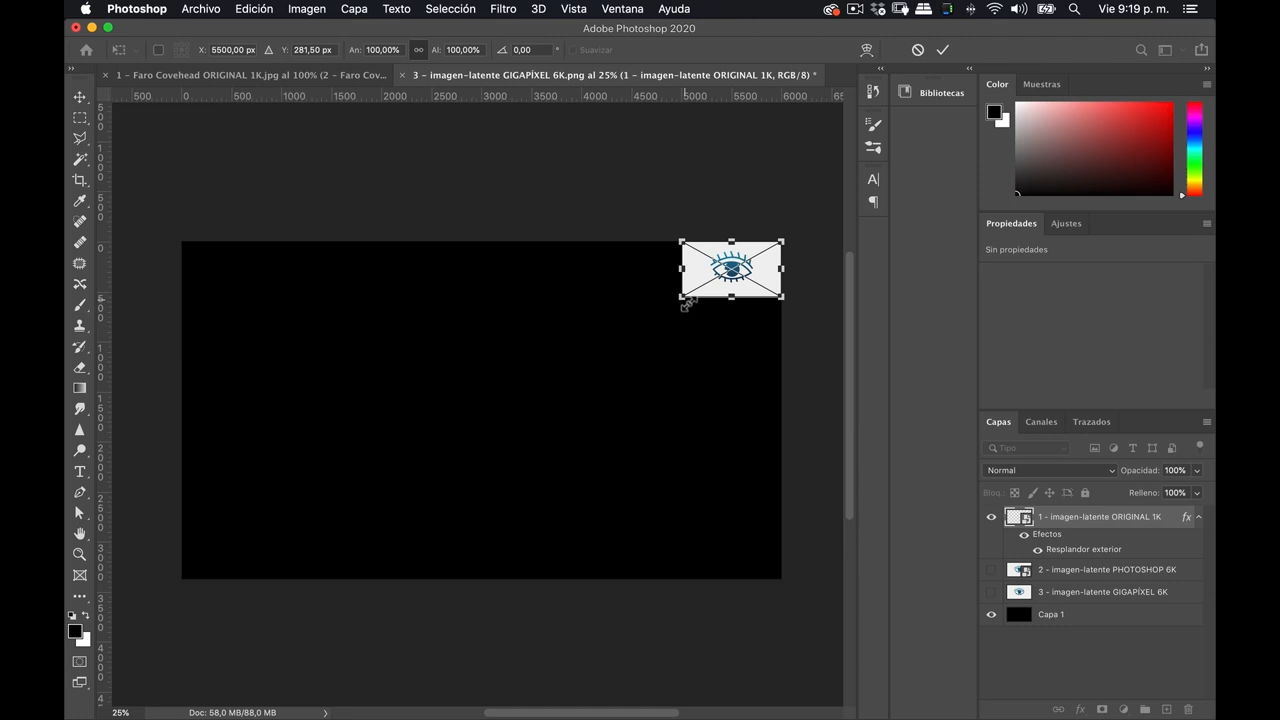 Photoshop Archivo Edición Imagen Capa Texto Selección Filtro 3D Vista Ventana Ayuda Vie 9:19 p. m.
Adobe Photoshop 2020
X: 5500,00 px Y: 281,50 px An: 100,00% Al: 100,00% 0,00 ° Suavizar
1 - Faro Covehead ORIGINAL 1K.jpg al 100% (2 - Faro Cov... 3 - imagen-latente GIGAPÍXEL 6K.png al 25% (1 - imagen-latente ORIGINAL 1K, RGB/8) *
500 0 500 1000 1500 2000 2500 3000 3500 4000 4500 5000 5500 6000
Bibliotecas
Color Muestras
Propiedades Ajustes
Sin propiedades
Capas Canales Trazados
Tipo
Normal Opacidad: 100%
Bloq.: Relleno: 100%
1 - imagen-latente ORIGINAL 1K fx
Efectos
Resplandor exterior
2 - imagen-latente PHOTOSHOP 6K
3 - imagen-latente GIGAPÍXEL 6K
Capa 1
25% Doc: 58,0 MB/88,0 MB